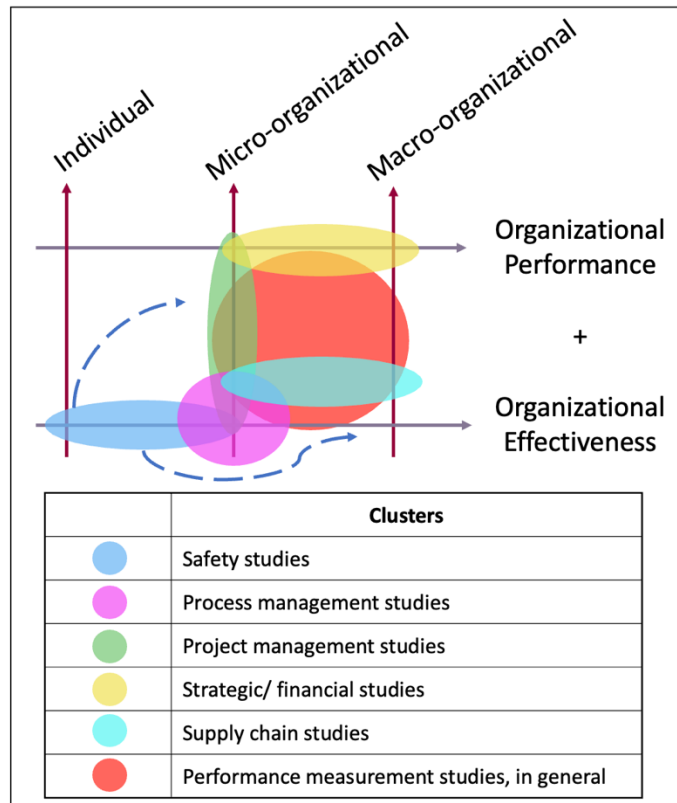 Individual
Micro-organizational
Macro-organizational
Organizational
Performance
+
Organizational
Effectiveness
Clusters
Safety studies
Process management studies
Project management studies
Strategic/ financial studies
Supply chain studies
Performance measurement studies, in general